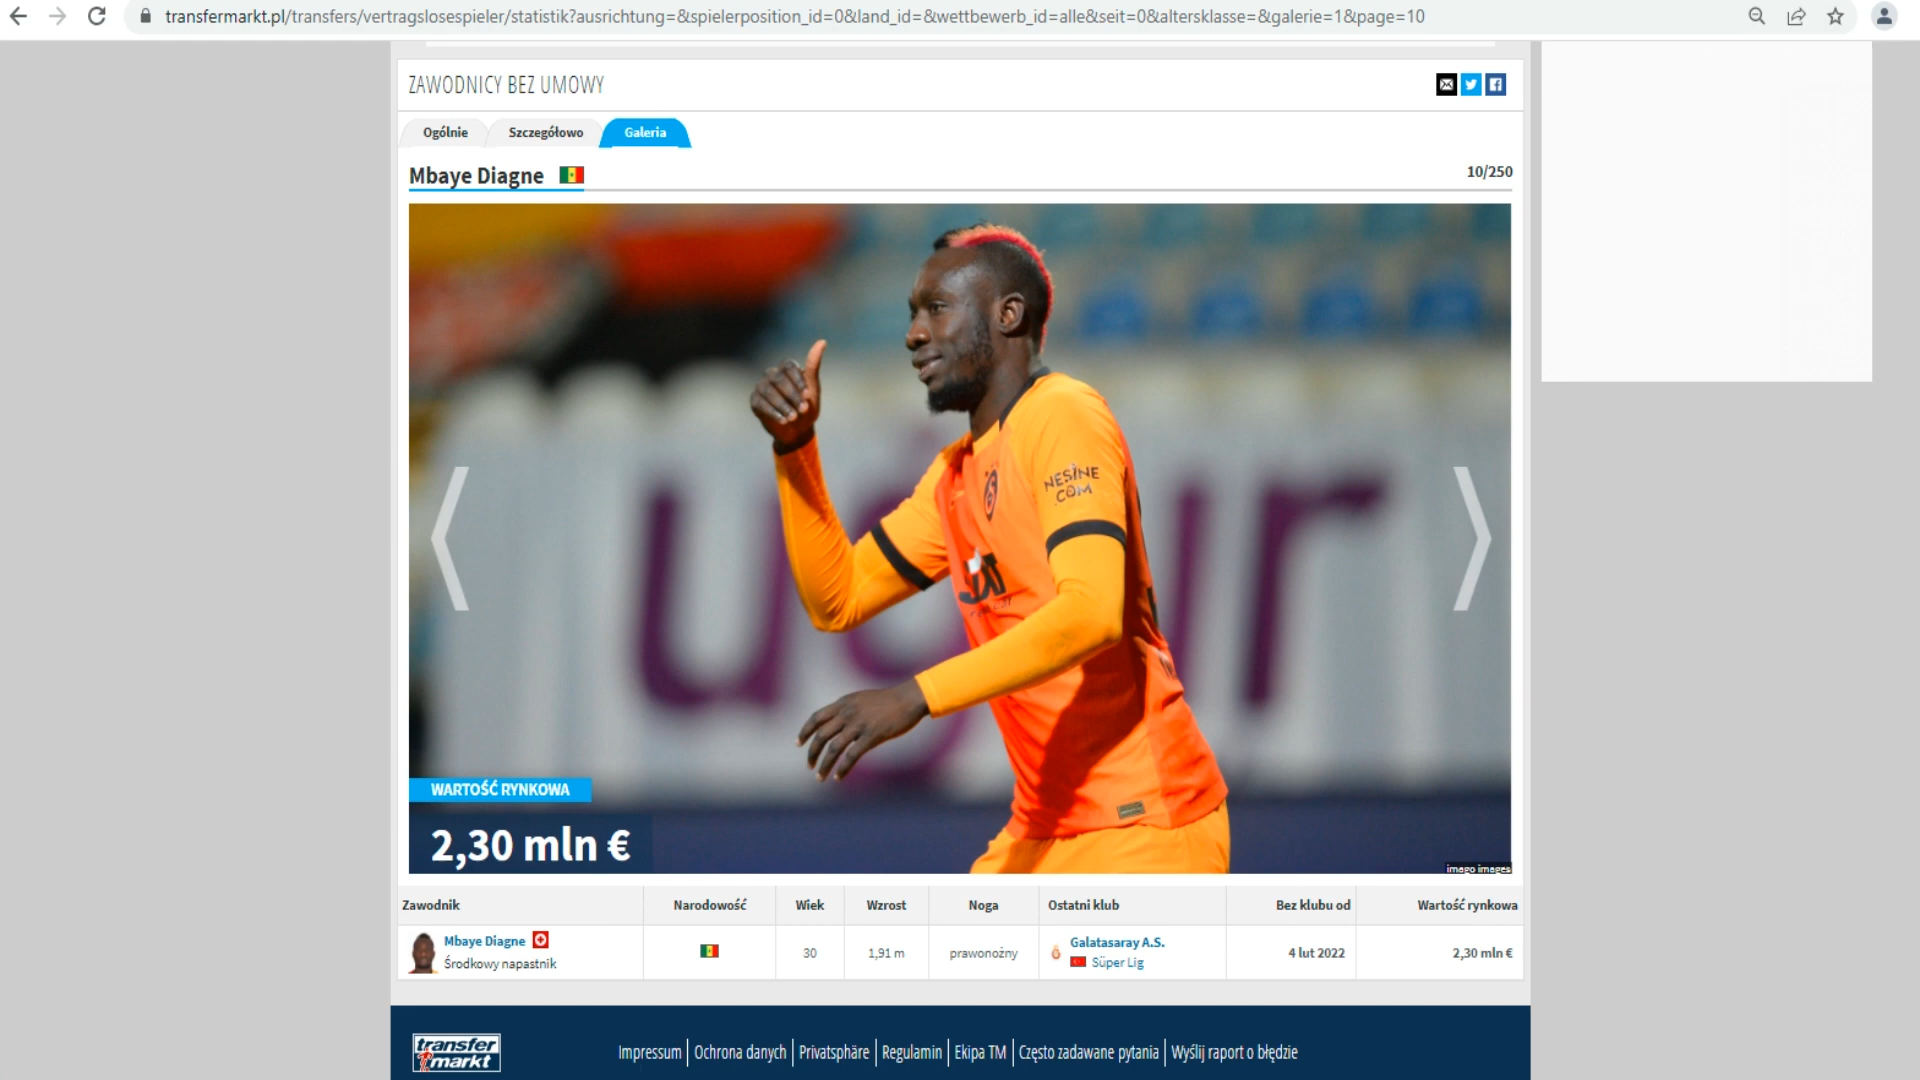 transfermarkt.pl/transfers/vertragslosespieler/statistik?ausrichtung=&spielerposition_id=0&land_id=&wettbewerb_id=alle&seit=0&altersklasse=&galerie=1&page=10
ZAWODNICY BEZ UMOWY
Ogólnie Szczegółowo Galeria
Mbaye Diagne 10/250
NESINE
.COM
WARTOŚĆ RYNKOWA
2,30 mln €
imago images
Zawodnik Narodowość Wiek Wzrost Noga Ostatni klub Bez klubu od Wartość rynkowa
Mbaye Diagne Galatasaray A.S.
30 1,91 m prawonożny 4 lut 2022 2,30 mln €
Środkowy napastnik Süper Lig
transfer
markt
Impressum Ochrona danych Privatsphäre Regulamin Ekipa TM Często zadawane pytania Wyślij raport o błędzie